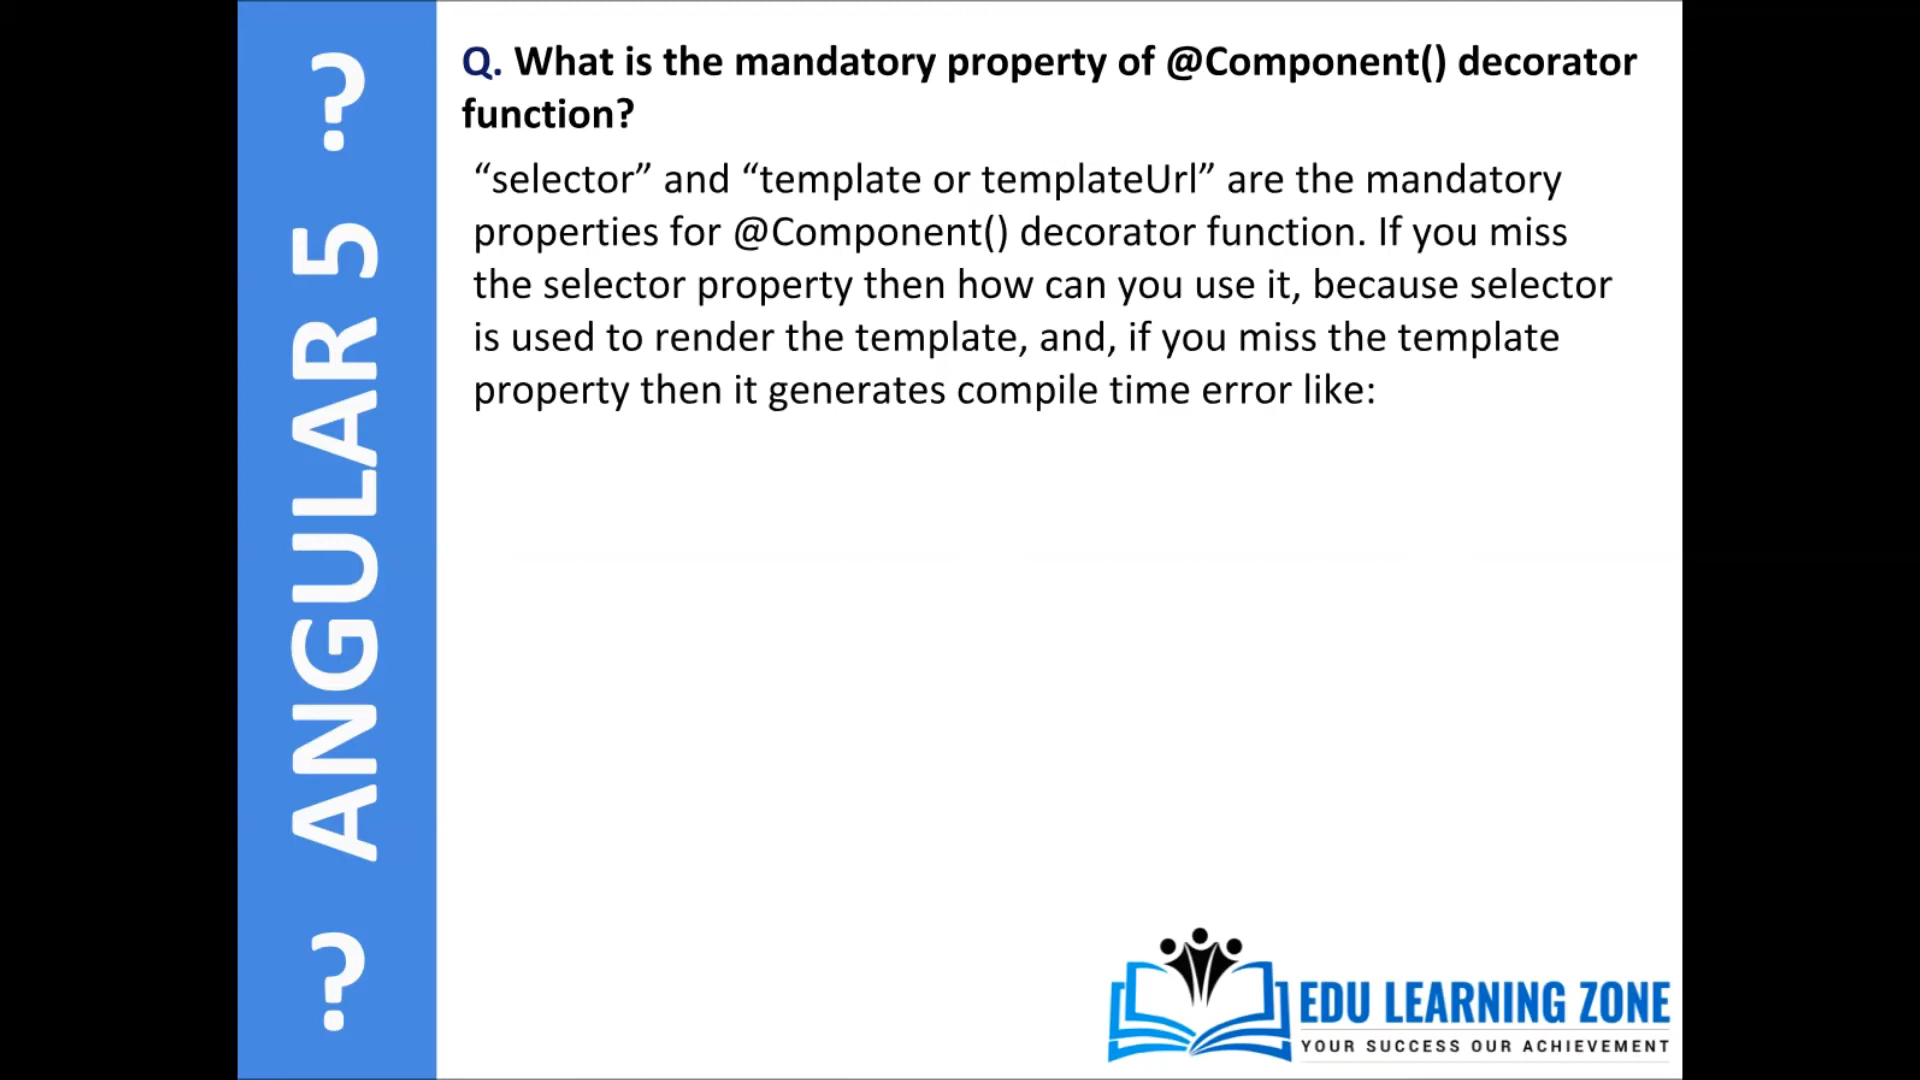 ? ANGULAR 5 ?
Q. What is the mandatory property of @Component() decorator
function?
“selector” and “template or templateUrl” are the mandatory
properties for @Component() decorator function. If you miss
the selector property then how can you use it, because selector
is used to render the template, and, if you miss the template
property then it generates compile time error like:
EDU LEARNING ZONE
YOUR SUCCESS OUR ACHIEVEMENT